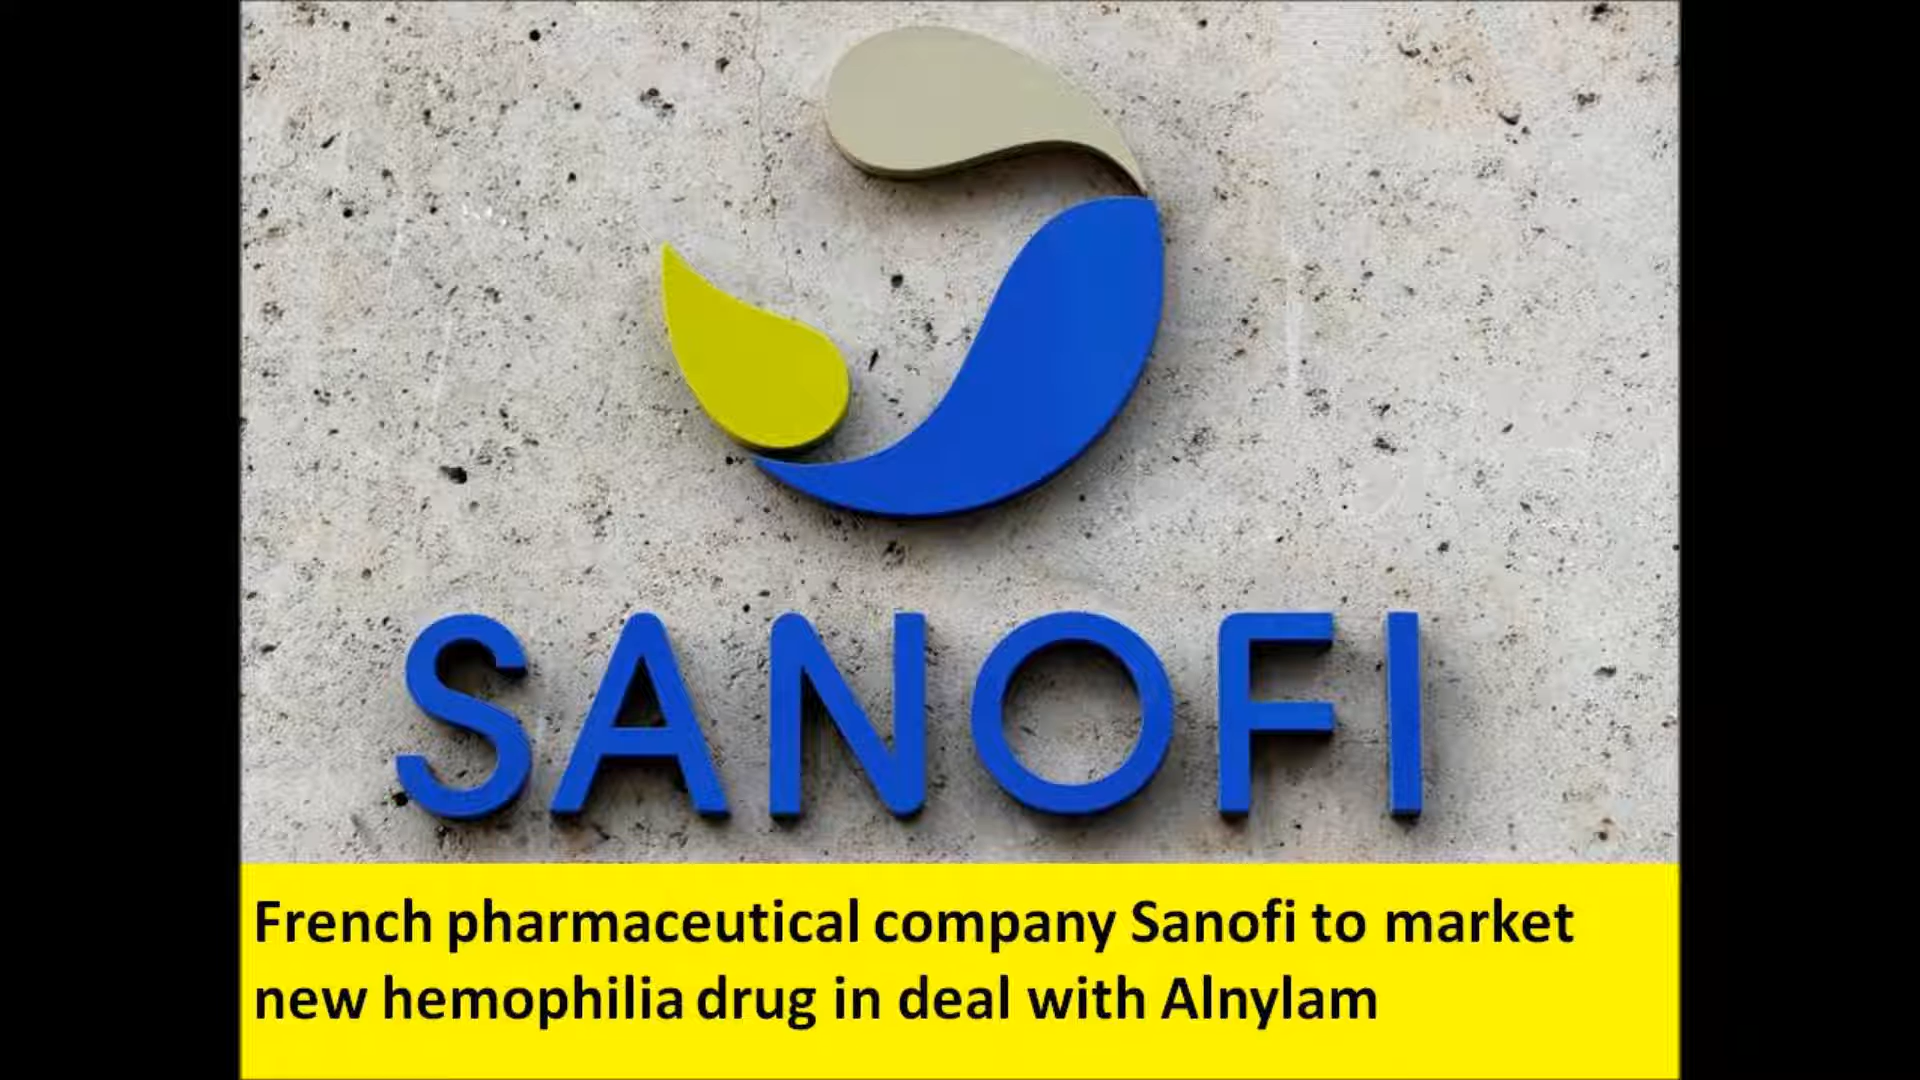 SANOFI
French pharmaceutical company Sanofi to market
new hemophilia drug in deal with Alnylam